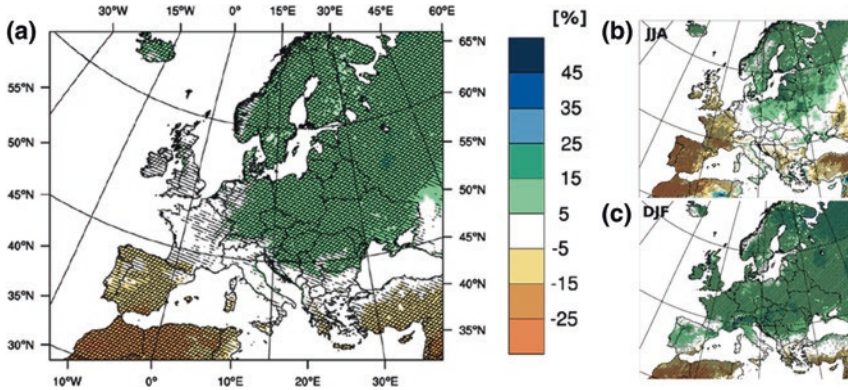 30°W 15°W 0° 15°E 30°E 45°E 60°E
(a)
65°N
60°N
55°N
50°N
45°N
40°N
35°N
55°N
50°N
45°N
40°N
35°N
30°N
10°W 0° 10°E 20°E 30°E
[%]
45
35
25
15
5
-5
-15
-25
(b)
JJA
(c)
DJF